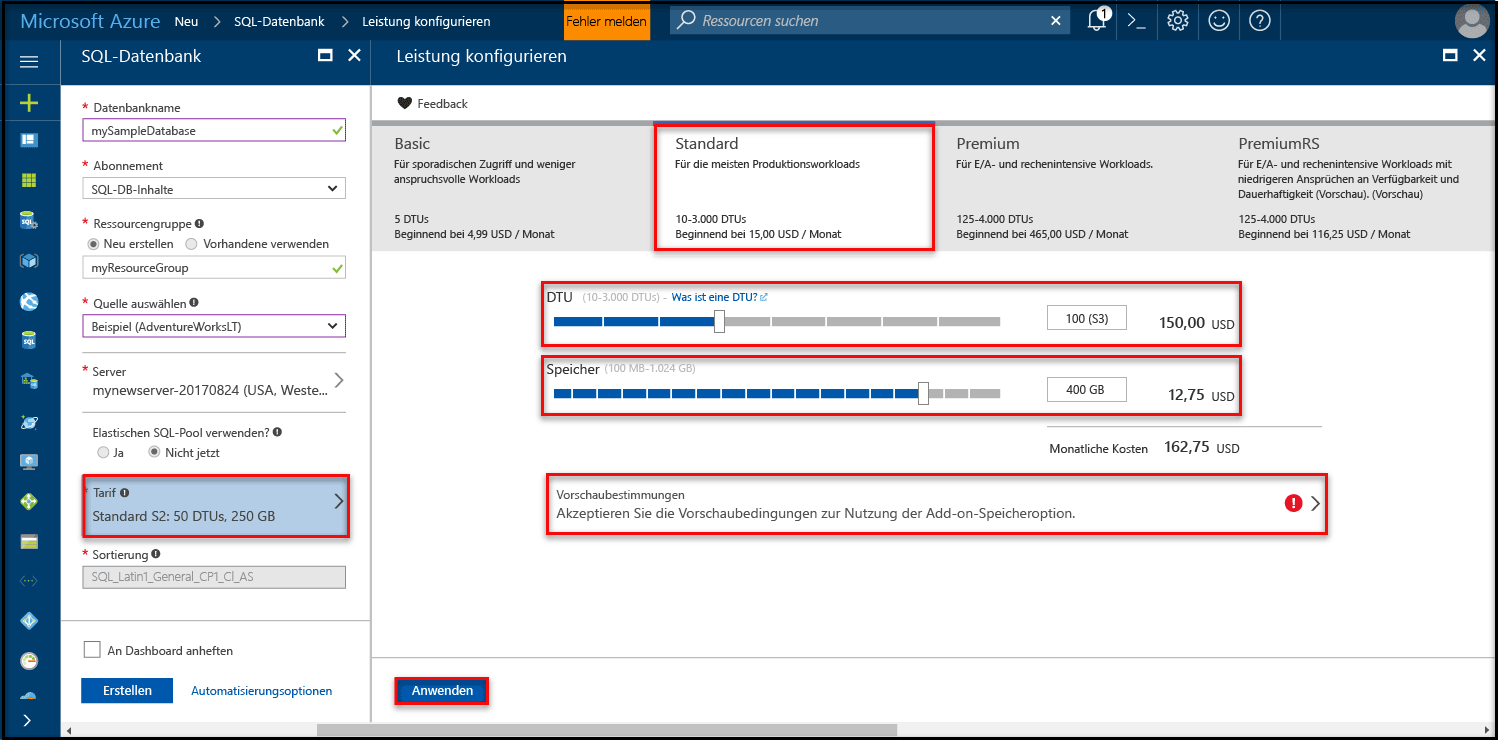 Microsoft Azure Neu > SQL-Datenbank > Leistung konfigurieren
Fehler melden
Ressourcen suchen
1
SQL-Datenbank
* Datenbankname
mySampleDatabase
* Abonnement
SQL-DB-Inhalte
* Ressourcengruppe
Neu erstellen Vorhandene verwenden
myResourceGroup
* Quelle auswählen
Beispiel (AdventureWorksLT)
* Server
mynewserver-20170824 (USA, Weste...
Elastischen SQL-Pool verwenden?
Ja Nicht jetzt
* Tarif
Standard S2: 50 DTUs, 250 GB
* Sortierung
SQL_Latin1_General_CP1_CI_AS
An Dashboard anheften
Erstellen Automatisierungsoptionen
Leistung konfigurieren
Feedback
Basic
Für sporadischen Zugriff und weniger
anspruchsvolle Workloads
5 DTUs
Beginnend bei 4,99 USD / Monat
Standard
Für die meisten Produktionsworkloads
10-3.000 DTUs
Beginnend bei 15,00 USD / Monat
Premium
Für E/A- und rechenintensive Workloads.
125-4.000 DTUs
Beginnend bei 465,00 USD / Monat
PremiumRS
Für E/A- und rechenintensive Workloads mit
niedrigeren Ansprüchen an Verfügbarkeit und
Dauerhaftigkeit (Vorschau). (Vorschau)
125-4.000 DTUs
Beginnend bei 116,25 USD / Monat
DTU (10-3.000 DTUs) - Was ist eine DTU?
100 (S3) 150,00 USD
Speicher (100 MB-1.024 GB)
400 GB 12,75 USD
Monatliche Kosten 162,75 USD
Vorschaubestimmungen
Akzeptieren Sie die Vorschaubedingungen zur Nutzung der Add-on-Speicheroption.
Anwenden